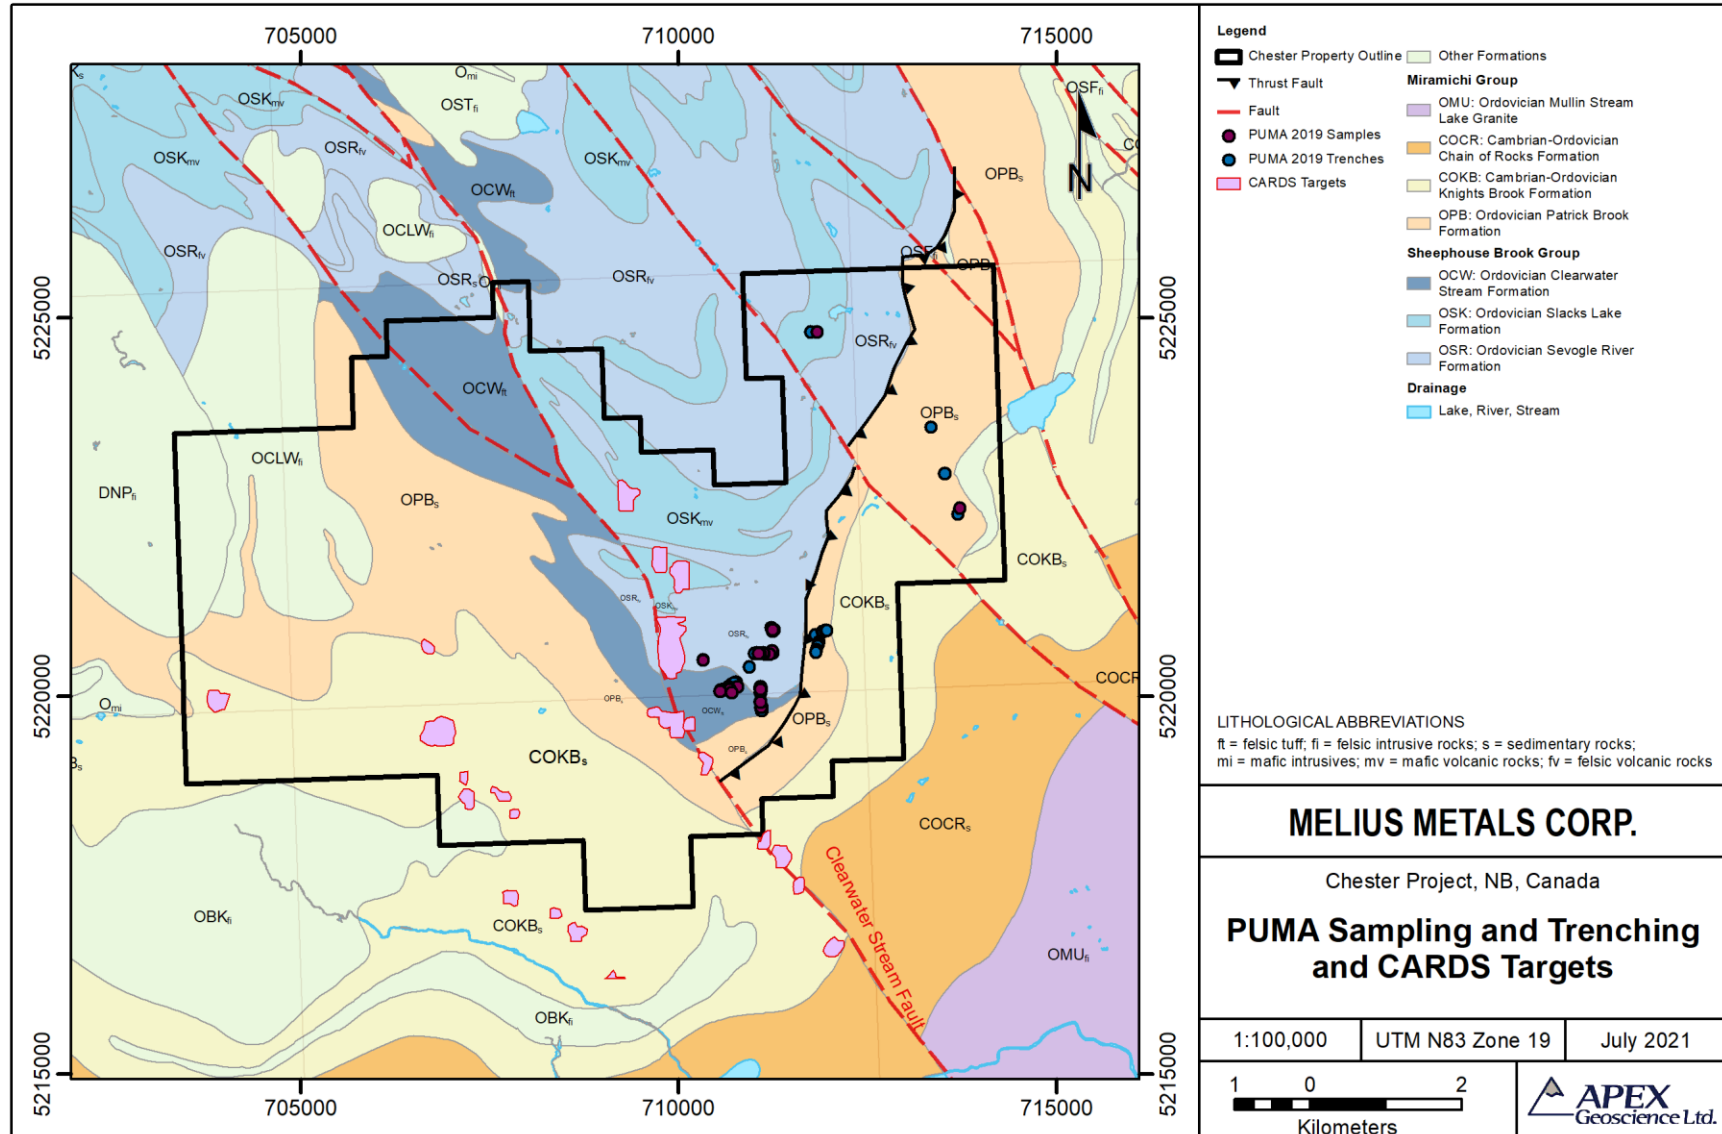 705000
710000
715000
5225000
5220000
5215000
5225000
5220000
5215000
705000
710000
715000
Omi
OSTfi
OSKmv
OSRfv
OSKmv
OSKmv
OCWft
OCLWfi
OSRfv
OSRs
OSRfv
OSFfi
OPBs
N
OSRfv
OCWft
OPBs
OCLWfi
DNPfi
OPBs
OSKmv
COKBs
COKBs
OPBs
COKBs
Omi
COCRs
OBKfi
COKBs
OBKfi
OMUfi
Clearwater Stream Fault
Legend
Chester Property Outline
Thrust Fault
Fault
PUMA 2019 Samples
PUMA 2019 Trenches
CARDS Targets
Other Formations
Miramichi Group
OMU: Ordovician Mullin Stream
Lake Granite
COCR: Cambrian-Ordovician
Chain of Rocks Formation
COKB: Cambrian-Ordovician
Knights Brook Formation
OPB: Ordovician Patrick Brook
Formation
Sheephouse Brook Group
OCW: Ordovician Clearwater
Stream Formation
OSK: Ordovician Slacks Lake
Formation
OSR: Ordovician Sevogle River
Formation
Drainage
Lake, River, Stream
LITHOLOGICAL ABBREVIATIONS
ft = felsic tuff; fi = felsic intrusive rocks; s = sedimentary rocks;
mi = mafic intrusives; mv = mafic volcanic rocks; fv = felsic volcanic rocks
MELIUS METALS CORP.
Chester Project, NB, Canada
PUMA Sampling and Trenching
and CARDS Targets
1:100,000
UTM N83 Zone 19
July 2021
1 0 2
Kilometers
APEX
Geoscience Ltd.